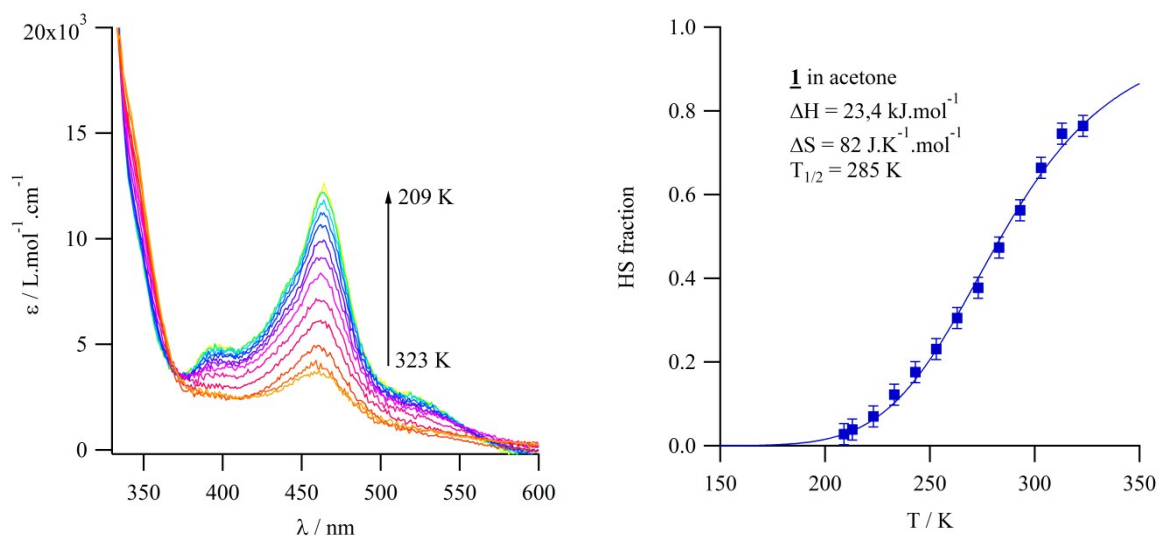 20x10³
15
10
5
0
ε / L.mol⁻¹.cm⁻¹
209 K
323 K
350 400 450 500 550 600
λ / nm
1.0
0.8
0.6
0.4
0.2
0.0
HS fraction
1 in acetone
ΔH = 23,4 kJ.mol⁻¹
ΔS = 82 J.K⁻¹.mol⁻¹
T₁/₂ = 285 K
150 200 250 300 350
T / K